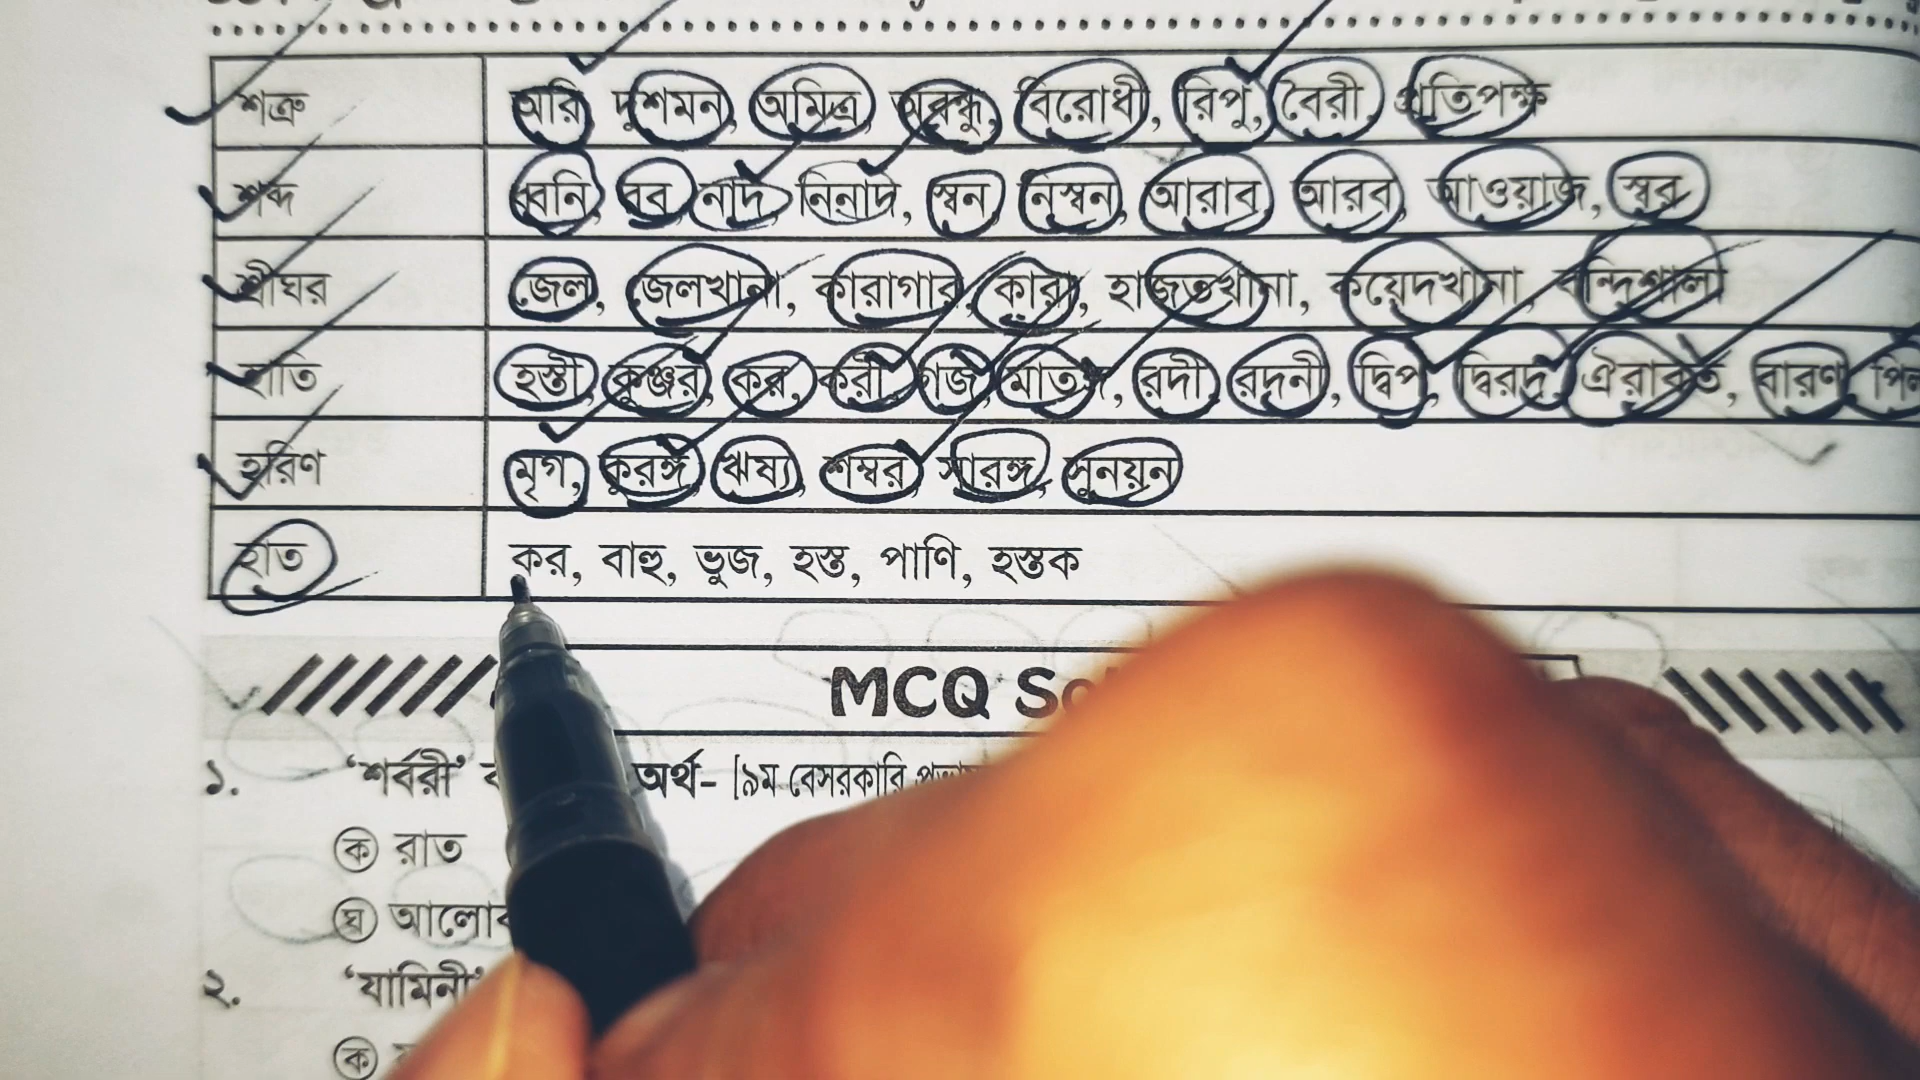 শত্রু অরি দুশমন, অমিত্র, অবন্ধু, বিরোধী, রিপু, বৈরী, প্রতিপক্ষ
শব্দ ধ্বনি, রব, নাদ, নিনাদ, স্বন, নিস্বন, আরাব, আরব, আওয়াজ, স্বর
শ্রীঘর জেল, জেলখানা, কারাগার, কারা, হাজতখানা, কয়েদখানা, বন্দিশালা
হাতি হস্তী, কুঞ্জর, কর, করী, গজ, মাতঙ্গ, রদী, রদনী, দ্বিপ, দ্বিরদ, ঐরাবত, বারণ,
হরিণ মৃগ, কুরঙ্গ, ঋষ্য, শম্বর, সারঙ্গ, সুনয়ন
হাত কর, বাহু, ভুজ, হস্ত, পাণি, হস্তক
MCQ
১. ‘শর্বরী’ অর্থ- [৯ম বেসরকারি
ক রাত
ঘ
২. ‘যামিনী’
ক